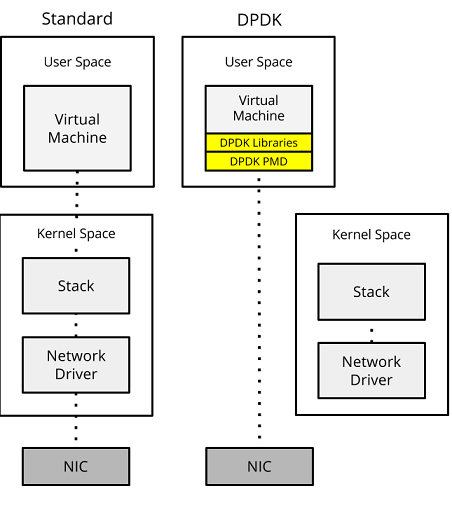 Standard
User Space
Virtual
Machine
Kernel Space
Stack
Network
Driver
NIC
DPDK
User Space
Virtual
Machine
DPDK Libraries
DPDK PMD
NIC
Kernel Space
Stack
Network
Driver